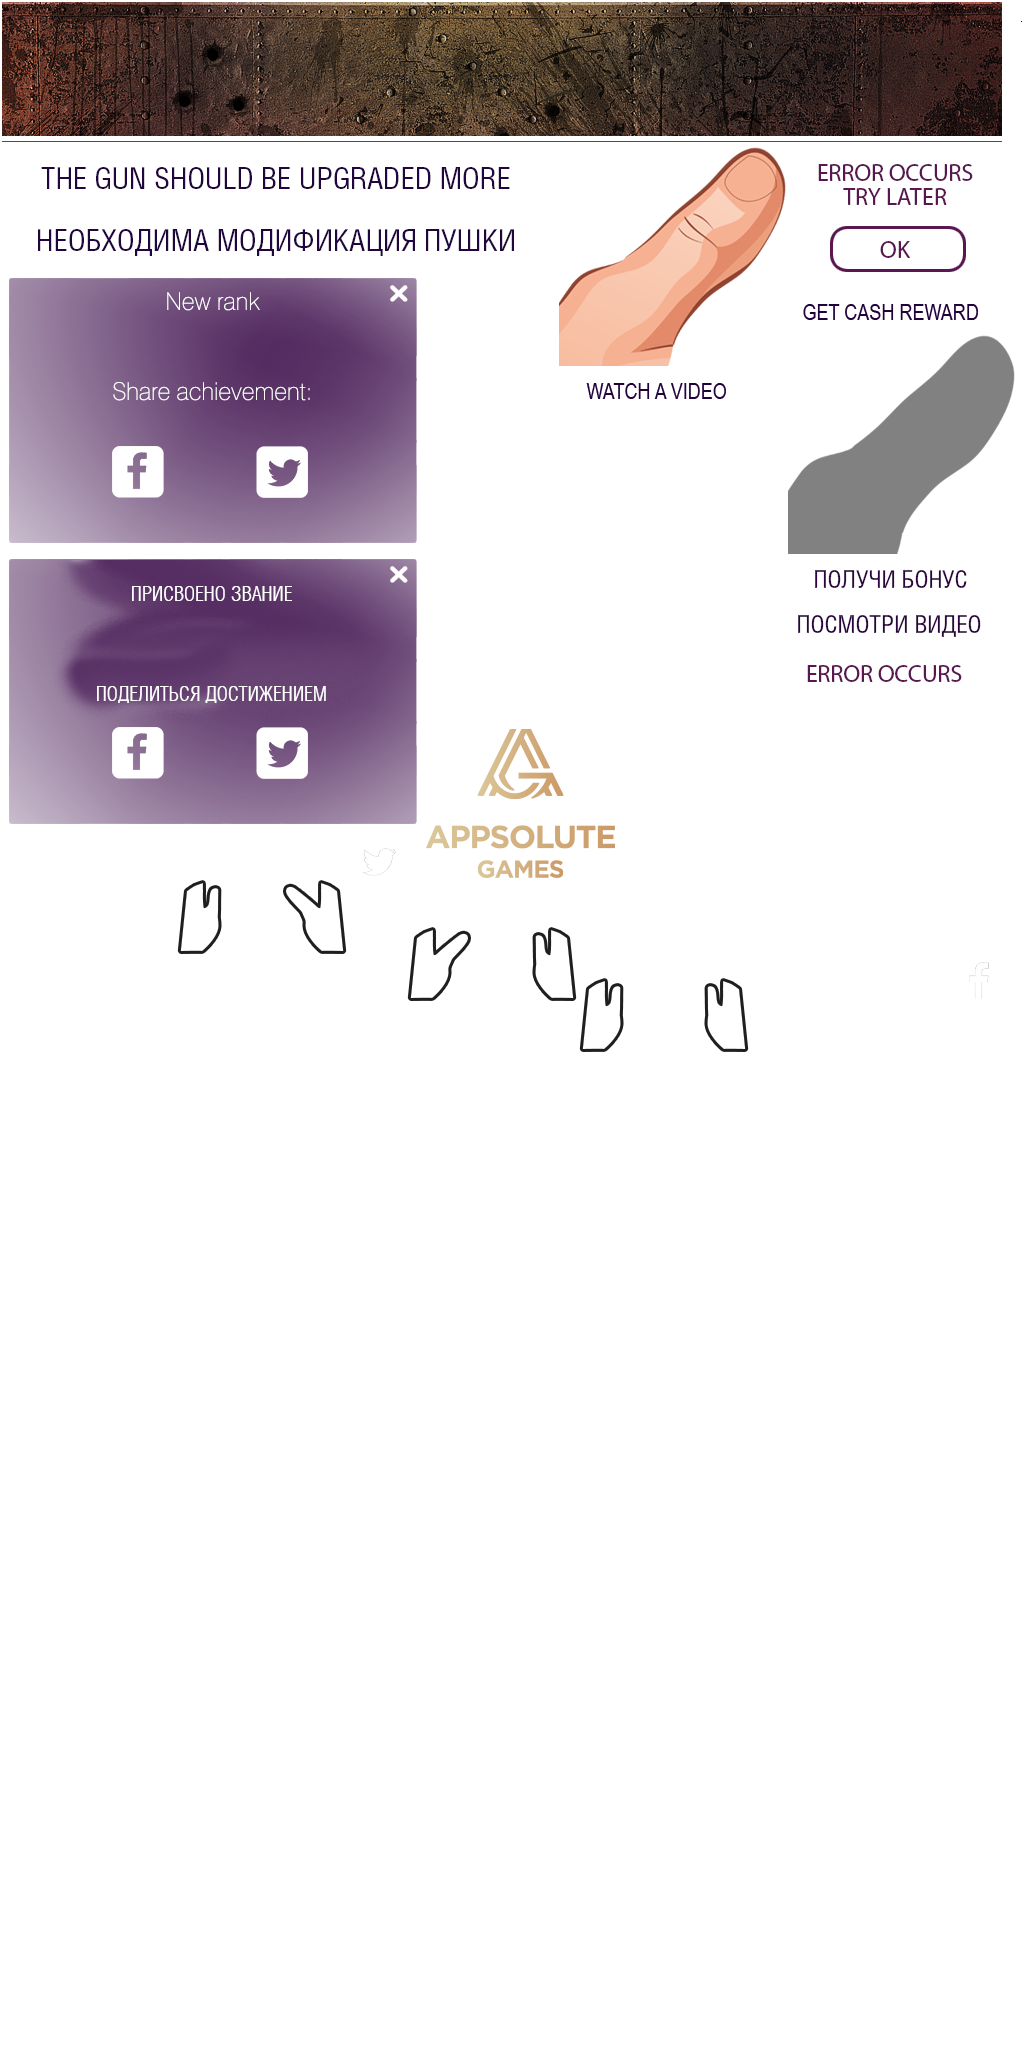 THE GUN SHOULD BE UPGRADED MORE
НЕОБХОДИМА МОДИФИКАЦИЯ ПУШКИ
New rank
Share achievement:
ПРИСВОЕНО ЗВАНИЕ
ПОДЕЛИТЬСЯ ДОСТИЖЕНИЕМ
WATCH A VIDEO
ERROR OCCURS
TRY LATER
OK
GET CASH REWARD
ПОЛУЧИ БОНУС
ПОСМОТРИ ВИДЕО
ERROR OCCURS
APPSOLUTE
GAMES